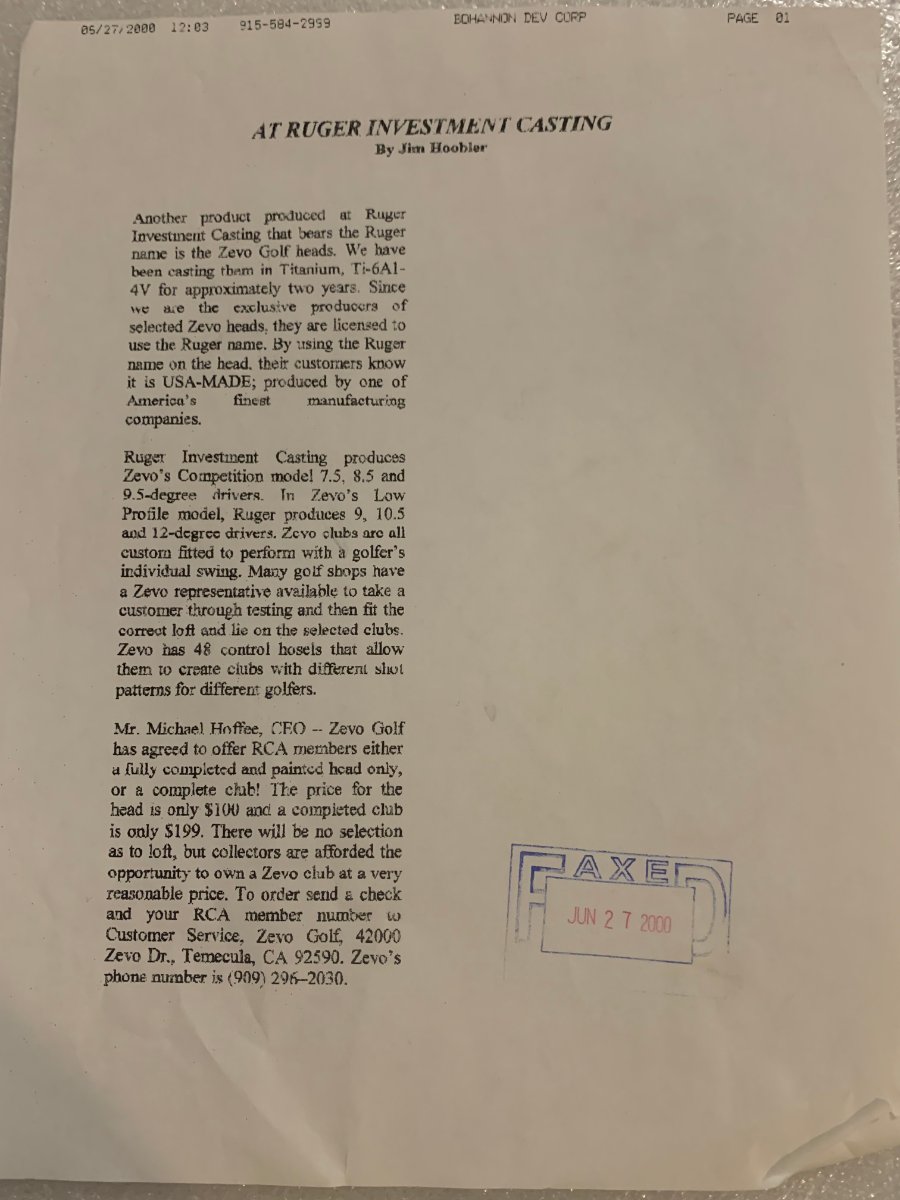 06/27/2000 12:03 915-584-2999 BOHANNON DEV CORP PAGE 01
AT RUGER INVESTMENT CASTING
By Jim Hoobler
Another product produced at Ruger
Investment Casting that bears the Ruger
name is the Zevo Golf heads. We have
been casting them in Titanium, Ti-6A1-
4V for approximately two years. Since
we are the exclusive producers of
selected Zevo heads, they are licensed to
use the Ruger name. By using the Ruger
name on the head, their customers know
it is USA-MADE; produced by one of
America's finest manufacturing
companies.
Ruger Investment Casting produces
Zevo's Competition model 7.5, 8.5 and
9.5-degree drivers. In Zevo's Low
Profile model, Ruger produces 9, 10.5
and 12-degree drivers. Zevo clubs are all
custom fitted to perform with a golfer's
individual swing. Many golf shops have
a Zevo representative available to take a
customer through testing and then fit the
correct loft and lie on the selected clubs.
Zevo has 48 control hosels that allow
them to create clubs with different shot
patterns for different golfers.
Mr. Michael Hoffee, CEO -- Zevo Golf
has agreed to offer RCA members either
a fully completed and painted head only,
or a complete club! The price for the
head is only $100 and a completed club
is only $199. There will be no selection
as to loft, but collectors are afforded the
opportunity to own a Zevo club at a very
reasonable price. To order send a check
and your RCA member number to
Customer Service, Zevo Golf, 42000
Zevo Dr., Temecula, CA 92590. Zevo's
phone number is (909) 296-2030.
FAXED
JUN 27 2000